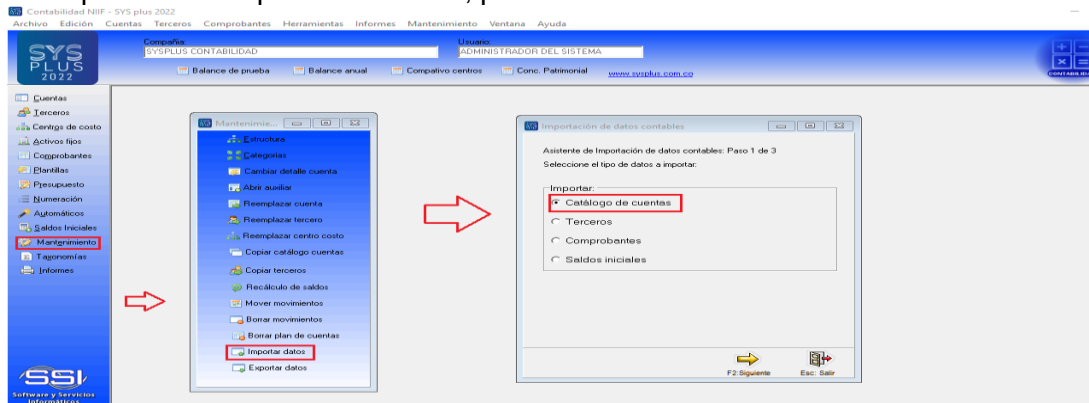 Contabilidad NIIF - SYS plus 2022
Archivo Edición Cuentas Terceros Comprobantes Herramientas Informes Mantenimiento Ventana Ayuda
SYS
PLUS
2022
Compañia:
SYSPLUS CONTABILIDAD
Usuario:
ADMINISTRADOR DEL SISTEMA
Balance de prueba Balance anual Compativo centros Conc. Patrimonial www.sysplus.com.co
CONTABILIDAD
Cuentas
Terceros
Centros de costo
Activos fijos
Comprobantes
Plantillas
Presupuesto
Numeración
Automáticos
Saldos Iniciales
Mantenimiento
Taxonomías
Informes
SSI
Software y Servicios
Informáticos
Mantenimie...
Estructura
Categorias
Cambiar detalle cuenta
Abrir auxiliar
Reemplazar cuenta
Reemplazar tercero
Reemplazar centro costo
Copiar catálogo cuentas
Copiar terceros
Recálculo de saldos
Mover movimientos
Borrar movimientos
Borrar plan de cuentas
Importar datos
Exportar datos
Importación de datos contables
Asistente de Importación de datos contables: Paso 1 de 3
Seleccione el tipo de datos a importar:
Importar:
Catálogo de cuentas
Terceros
Comprobantes
Saldos iniciales
F2:Siguiente Esc: Salir